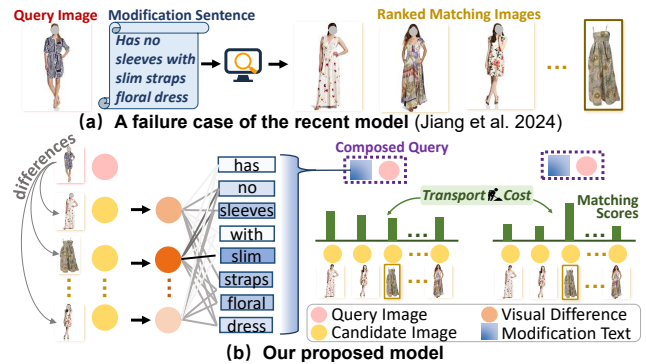 Query Image
Modification Sentence
Ranked Matching Images
Has no
sleeves with
slim straps
floral dress
...
(a) A failure case of the recent model (Jiang et al. 2024)
differences
has
no
sleeves
with
slim
straps
floral
dress
Composed Query
Transport Cost
Matching
Scores
... ...
... ...
... ...
Query Image
Visual Difference
Candidate Image
Modification Text
(b) Our proposed model